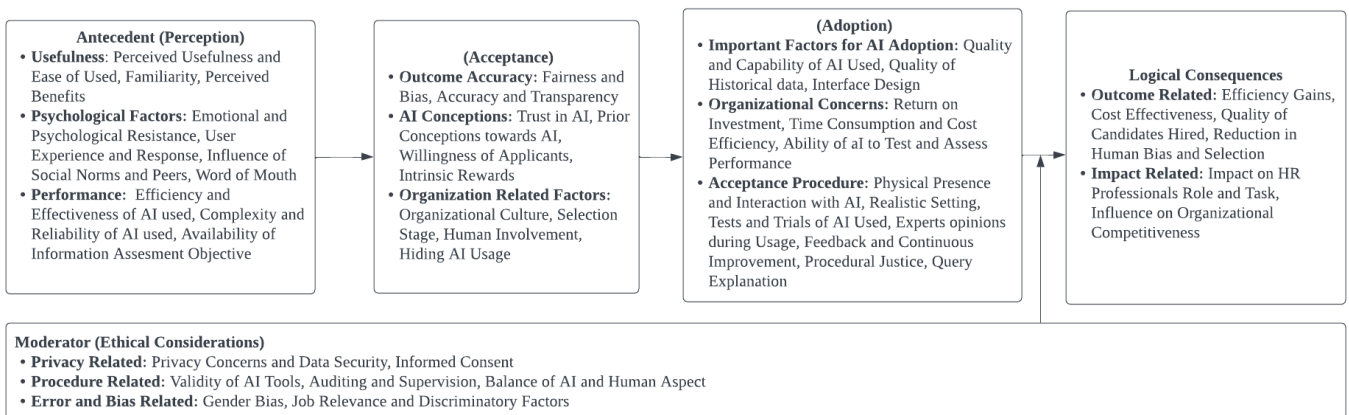 Antecedent (Perception)
• Usefulness: Perceived Usefulness and
Ease of Used, Familiarity, Perceived
Benefits
• Psychological Factors: Emotional and
Psychological Resistance, User
Experience and Response, Influence of
Social Norms and Peers, Word of Mouth
• Performance: Efficiency and
Effectiveness of AI used, Complexity and
Reliability of AI used, Availability of
Information Assesment Objective
(Acceptance)
• Outcome Accuracy: Fairness and
Bias, Accuracy and Transparency
• AI Conceptions: Trust in AI, Prior
Conceptions towards AI,
Willingness of Applicants,
Intrinsic Rewards
• Organization Related Factors:
Organizational Culture, Selection
Stage, Human Involvement,
Hiding AI Usage
(Adoption)
• Important Factors for AI Adoption: Quality
and Capability of AI Used, Quality of
Historical data, Interface Design
• Organizational Concerns: Return on
Investment, Time Consumption and Cost
Efficiency, Ability of aI to Test and Assess
Performance
• Acceptance Procedure: Physical Presence
and Interaction with AI, Realistic Setting,
Tests and Trials of AI Used, Experts opinions
during Usage, Feedback and Continuous
Improvement, Procedural Justice, Query
Explanation
Logical Consequences
• Outcome Related: Efficiency Gains,
Cost Effectiveness, Quality of
Candidates Hired, Reduction in
Human Bias and Selection
• Impact Related: Impact on HR
Professionals Role and Task,
Influence on Organizational
Competitiveness
Moderator (Ethical Considerations)
• Privacy Related: Privacy Concerns and Data Security, Informed Consent
• Procedure Related: Validity of AI Tools, Auditing and Supervision, Balance of AI and Human Aspect
• Error and Bias Related: Gender Bias, Job Relevance and Discriminatory Factors